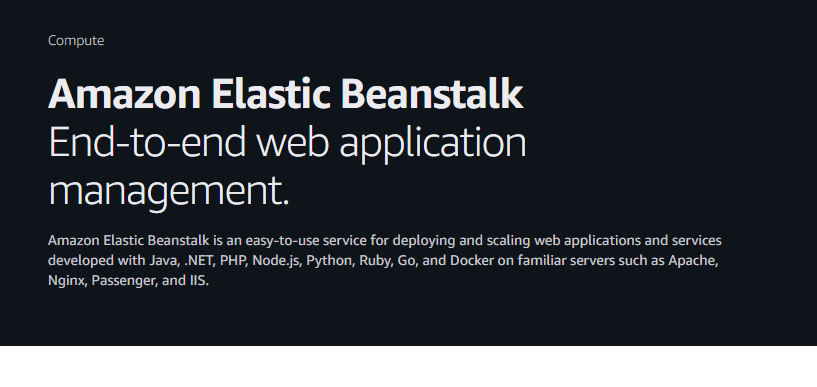 Compute
Amazon Elastic Beanstalk
End-to-end web application
management.
Amazon Elastic Beanstalk is an easy-to-use service for deploying and scaling web applications and services
developed with Java, .NET, PHP, Node.js, Python, Ruby, Go, and Docker on familiar servers such as Apache,
Nginx, Passenger, and IIS.